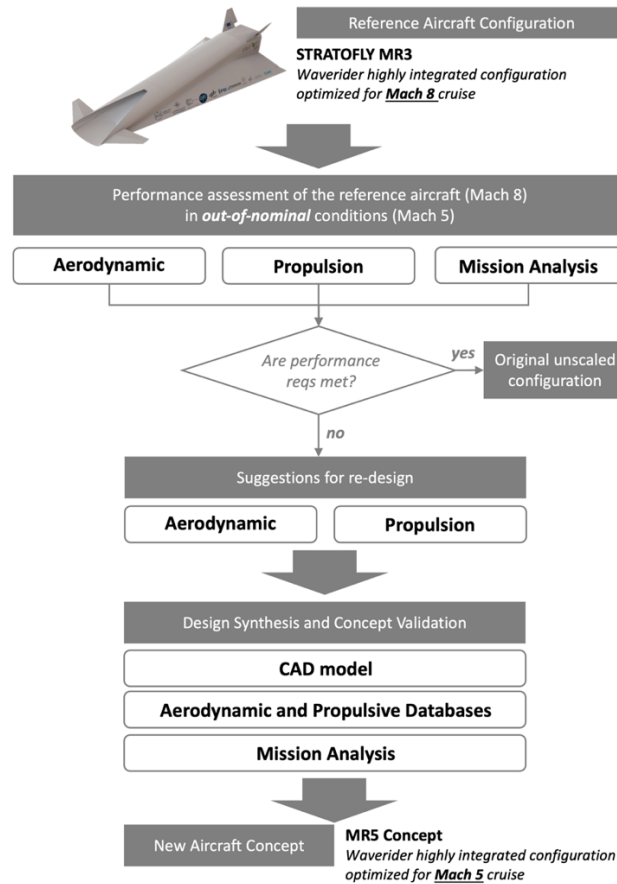 Reference Aircraft Configuration
STRATOFLY MR3
Waverider highly integrated configuration
optimized for Mach 8 cruise
Performance assessment of the reference aircraft (Mach 8)
in out-of-nominal conditions (Mach 5)
Aerodynamic
Propulsion
Mission Analysis
Are performance
reqs met?
yes
Original unscaled
configuration
no
Suggestions for re-design
Aerodynamic
Propulsion
Design Synthesis and Concept Validation
CAD model
Aerodynamic and Propulsive Databases
Mission Analysis
New Aircraft Concept
MR5 Concept
Waverider highly integrated configuration
optimized for Mach 5 cruise